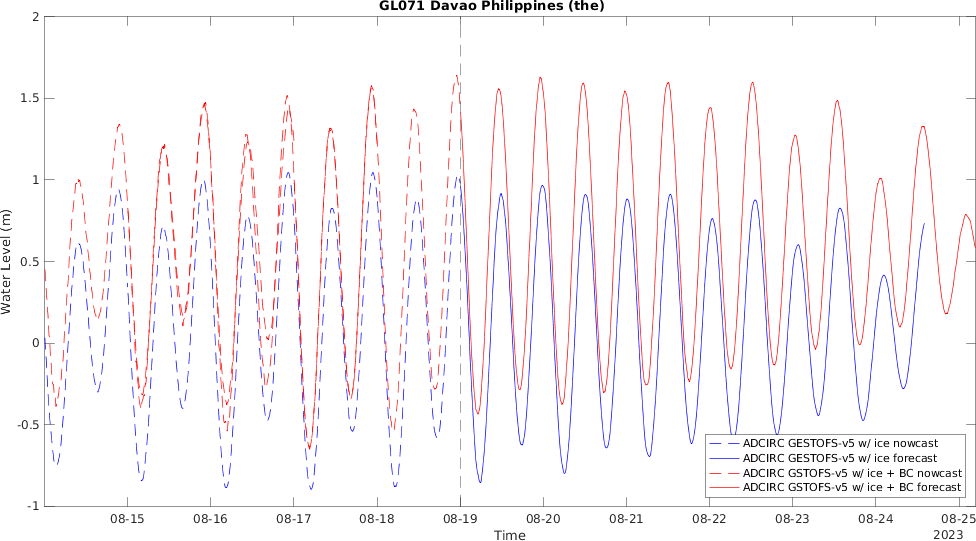 GL071 Davao Philippines (the)
2
1.5
1
0.5
0
-0.5
-1
Water Level (m)
ADCIRC GESTOFS-v5 w/ ice nowcast
ADCIRC GESTOFS-v5 w/ ice forecast
ADCIRC GSTOFS-v5 w/ ice + BC nowcast
ADCIRC GSTOFS-v5 w/ ice + BC forecast
08-15 08-16 08-17 08-18 08-19 08-20 08-21 08-22 08-23 08-24 08-25
Time
2023